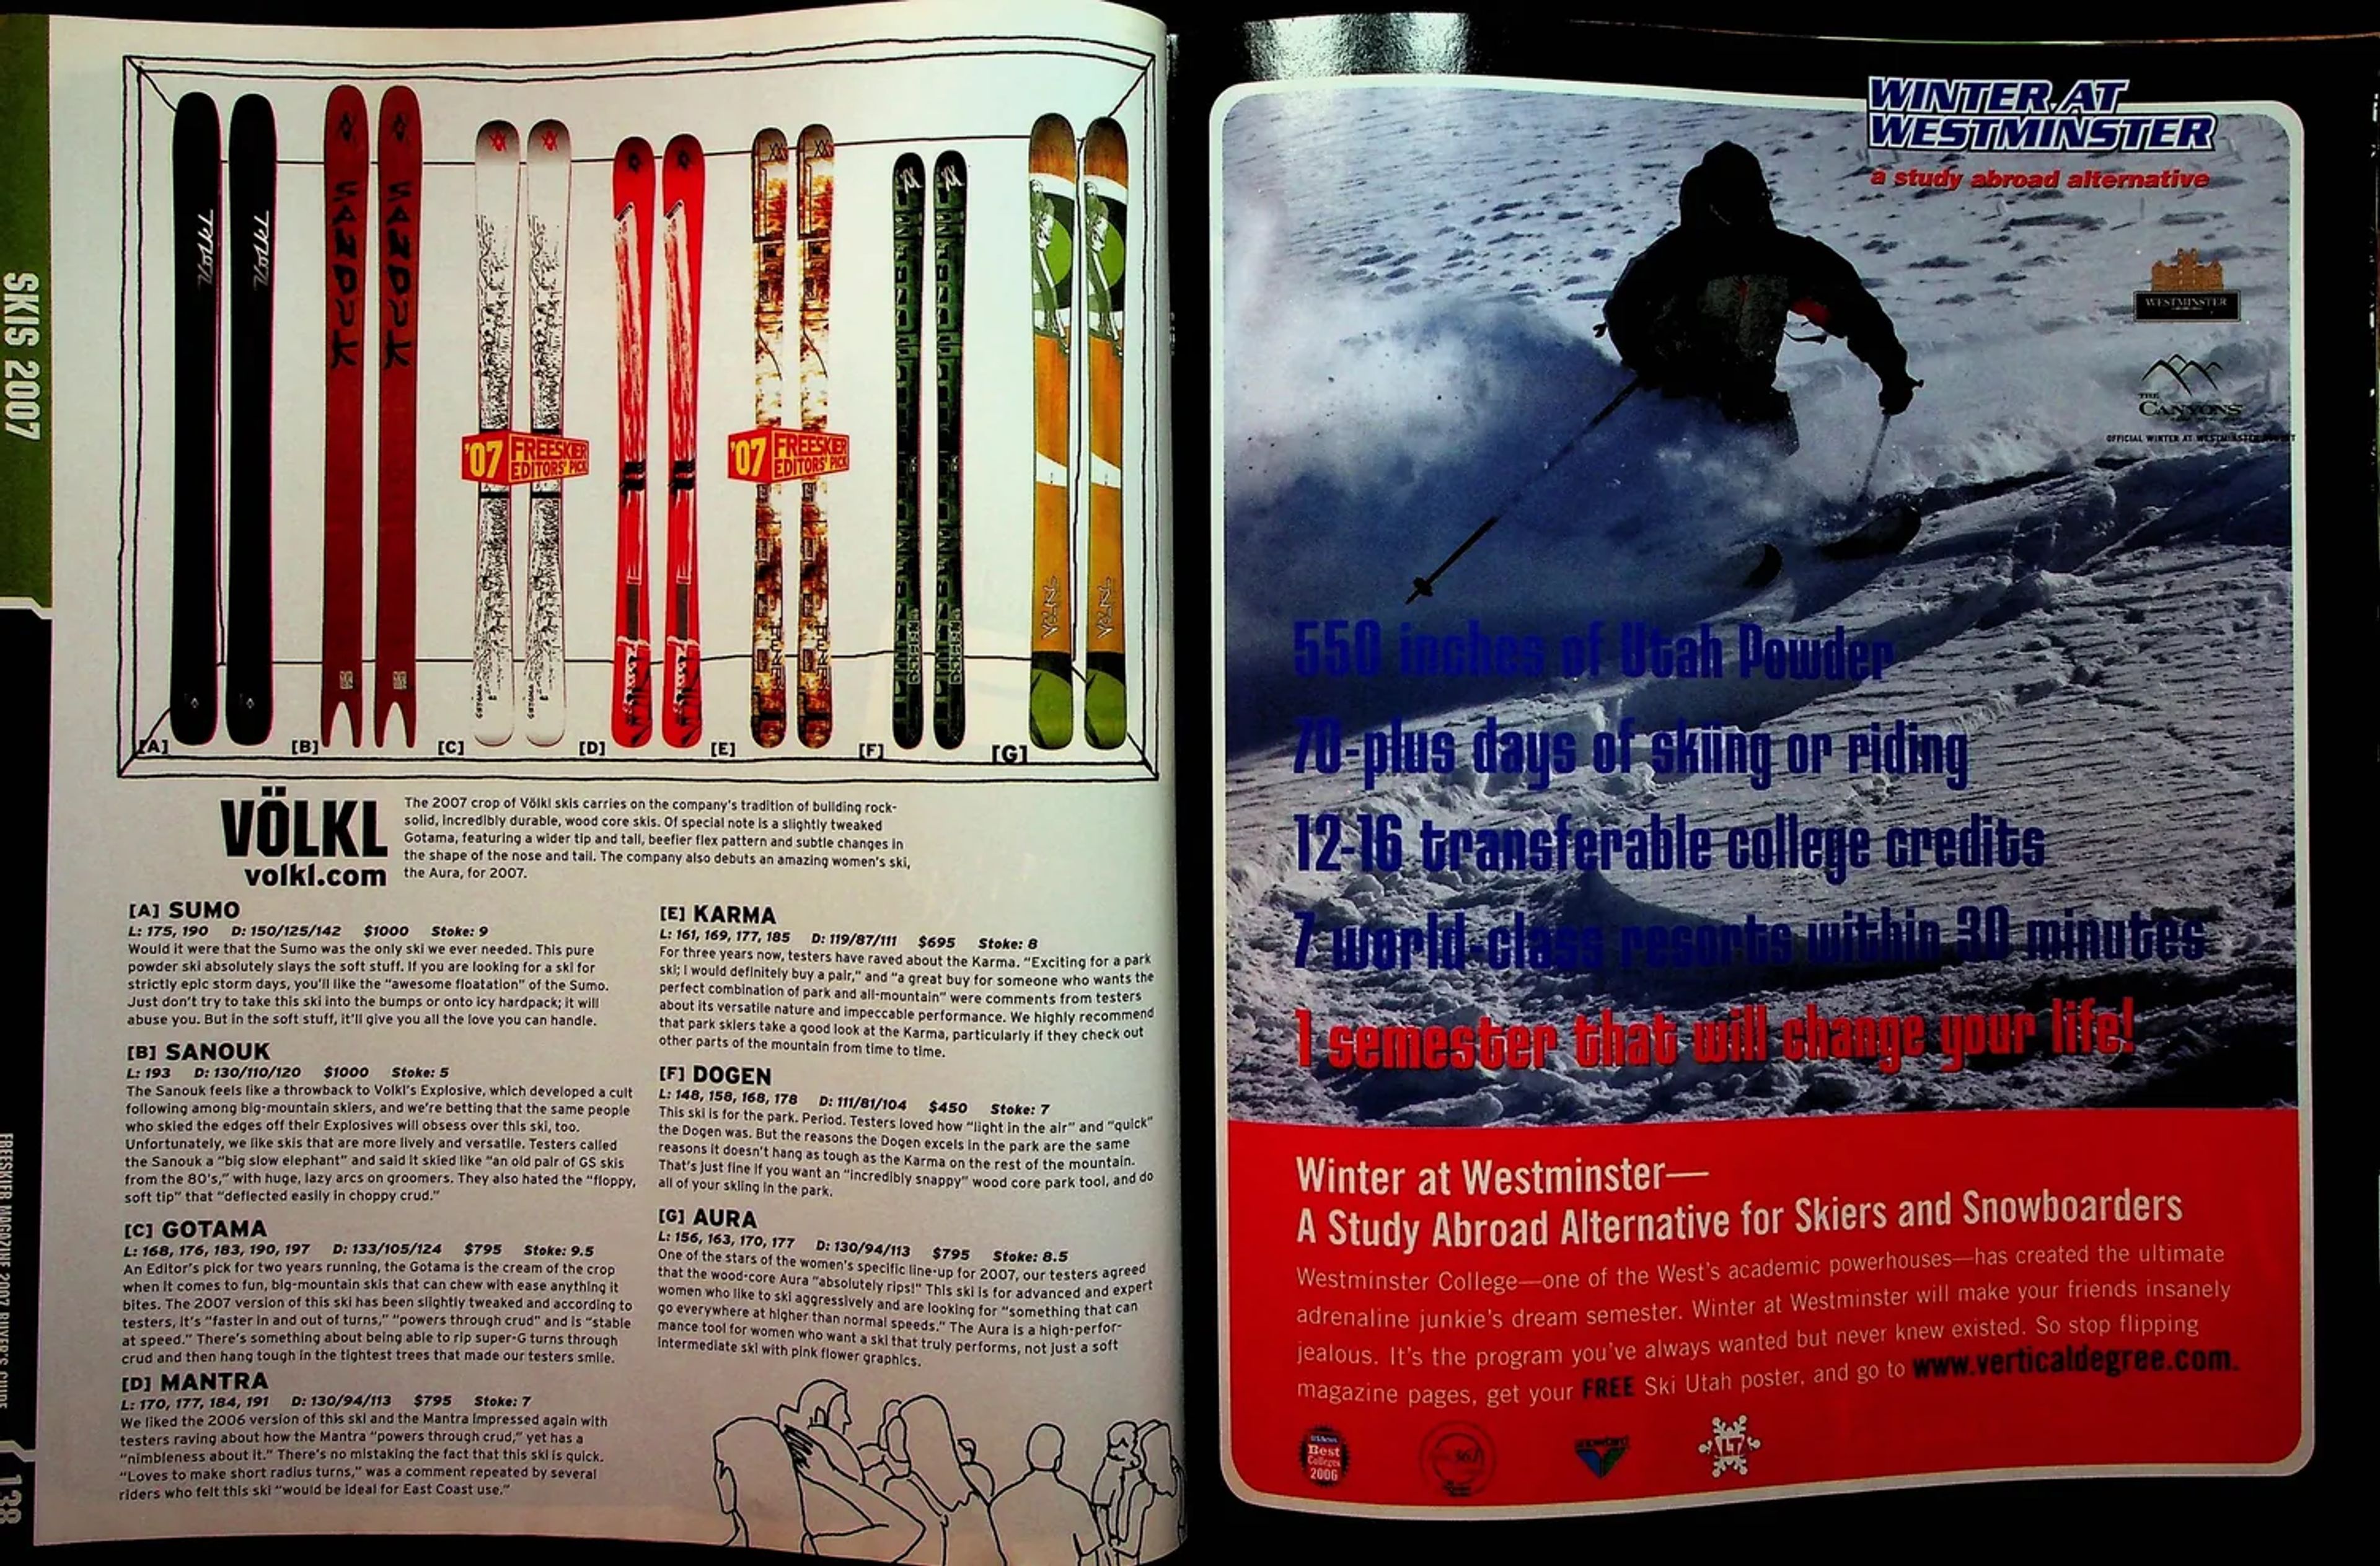 SKIS 2007
FREESKIER MAGAZINE 2007 BUYER'S GUIDE
138
SANOUK
SANOUK
'07 FREESKIER
EDITORS' PICK
'07 FREESKIER
EDITORS' PICK
GOTAMA
GOTAMA
[A]
[B]
[C]
[D]
[E]
[F]
[G]
VÖLKL
volkl.com
The 2007 crop of Völkl skis carries on the company's tradition of building rock-
solid, incredibly durable, wood core skis. Of special note is a slightly tweaked
Gotama, featuring a wider tip and tail, beefier flex pattern and subtle changes in
the shape of the nose and tail. The company also debuts an amazing women's ski,
the Aura, for 2007.
[A] SUMO
L: 175, 190 D: 150/125/142 $1000 Stoke: 9
Would it were that the Sumo was the only ski we ever needed. This pure
powder ski absolutely slays the soft stuff. If you are looking for a ski for
strictly epic storm days, you'll like the "awesome floatation" of the Sumo.
Just don't try to take this ski into the bumps or onto icy hardpack; it will
abuse you. But in the soft stuff, it'll give you all the love you can handle.
[B] SANOUK
L: 193 D: 130/110/120 $1000 Stoke: 5
The Sanouk feels like a throwback to Volkl's Explosive, which developed a cult
following among big-mountain skiers, and we're betting that the same people
who skied the edges off their Explosives will obsess over this ski, too.
Unfortunately, we like skis that are more lively and versatile. Testers called
the Sanouk a "big slow elephant" and said it skied like "an old pair of GS skis
from the 80's," with huge, lazy arcs on groomers. They also hated the "floppy,
soft tip" that "deflected easily in choppy crud."
[C] GOTAMA
L: 168, 176, 183, 190, 197 D: 133/105/124 $795 Stoke: 9.5
An Editor's pick for two years running, the Gotama is the cream of the crop
when it comes to fun, big-mountain skis that can chew with ease anything it
bites. The 2007 version of this ski has been slightly tweaked and according to
testers, it's "faster in and out of turns," "powers through crud" and is "stable
at speed." There's something about being able to rip super-G turns through
crud and then hang tough in the tightest trees that made our testers smile.
[D] MANTRA
L: 170, 177, 184, 191 D: 130/94/113 $795 Stoke: 7
We liked the 2006 version of this ski and the Mantra impressed again with
testers raving about how the Mantra "powers through crud," yet has a
"nimbleness about it." There's no mistaking the fact that this ski is quick.
"Loves to make short radius turns," was a comment repeated by several
riders who felt this ski "would be ideal for East Coast use."
[E] KARMA
L: 161, 169, 177, 185 D: 119/87/111 $695 Stoke: 8
For three years now, testers have raved about the Karma. "Exciting for a park
ski; I would definitely buy a pair," and "a great buy for someone who wants the
perfect combination of park and all-mountain" were comments from testers
about its versatile nature and impeccable performance. We highly recommend
that park skiers take a good look at the Karma, particularly if they check out
other parts of the mountain from time to time.
[F] DOGEN
L: 148, 158, 168, 178 D: 111/81/104 $450 Stoke: 7
This ski is for the park. Period. Testers loved how "light in the air" and "quick"
the Dogen was. But the reasons the Dogen excels in the park are the same
reasons it doesn't hang as tough as the Karma on the rest of the mountain.
That's just fine if you want an "incredibly snappy" wood core park tool, and do
all of your skiing in the park.
[G] AURA
L: 156, 163, 170, 177 D: 130/94/113 $795 Stoke: 8.5
One of the stars of the women's specific line-up for 2007, our testers agreed
that the wood-core Aura "absolutely rips!" This ski is for advanced and expert
women who like to ski aggressively and are looking for "something that can
go everywhere at higher than normal speeds." The Aura is a high-perfor-
mance tool for women who want a ski that truly performs, not just a soft
intermediate ski with pink flower graphics.
WINTER AT
WESTMINSTER
a study abroad alternative
WESTMINSTER
THE
CANYONS
OFFICIAL WINTER AT WESTMINSTER
550 inches of Utah Powder
70-plus days of skiing or riding
12-16 transferable college credits
7 world-class resorts within 30 minutes
1 semester that will change your life!
Winter at Westminster—
A Study Abroad Alternative for Skiers and Snowboarders
Westminster College—one of the West's academic powerhouses—has created the ultimate
adrenaline junkie's dream semester. Winter at Westminster will make your friends insanely
jealous. It's the program you've always wanted but never knew existed. So stop flipping
magazine pages, get your FREE Ski Utah poster, and go to www.verticaldegree.com.
Best
Colleges
2006
LT